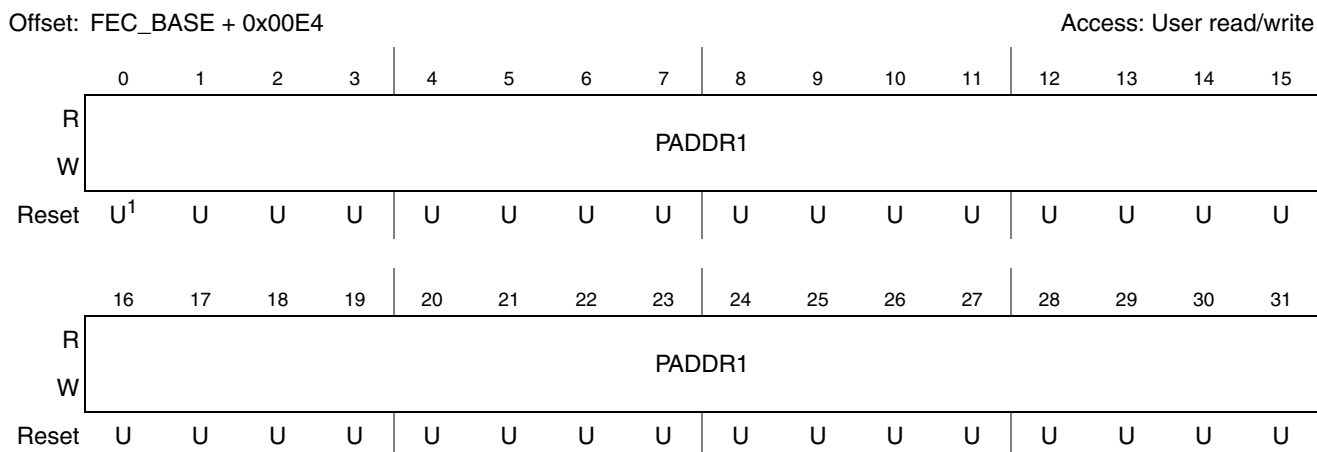 Offset: FEC_BASE + 0x00E4 Access: User read/write
0 1 2 3 4 5 6 7 8 9 10 11 12 13 14 15
R
PADDR1
W
Reset U1 U U U U U U U U U U U U U U U
16 17 18 19 20 21 22 23 24 25 26 27 28 29 30 31
R
PADDR1
W
Reset U U U U U U U U U U U U U U U U